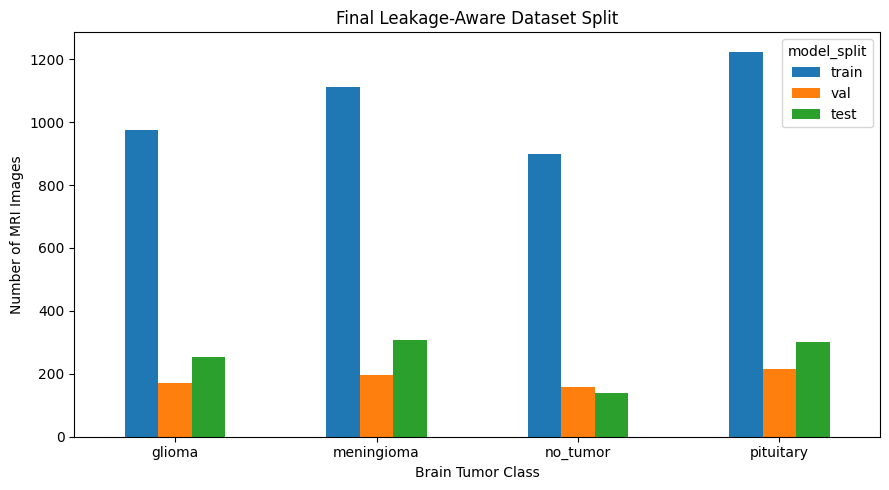 Final Leakage-Aware Dataset Split
Number of MRI Images
1200
1000
800
600
400
200
0
model_split
train
val
test
glioma
meningioma
no_tumor
pituitary
Brain Tumor Class